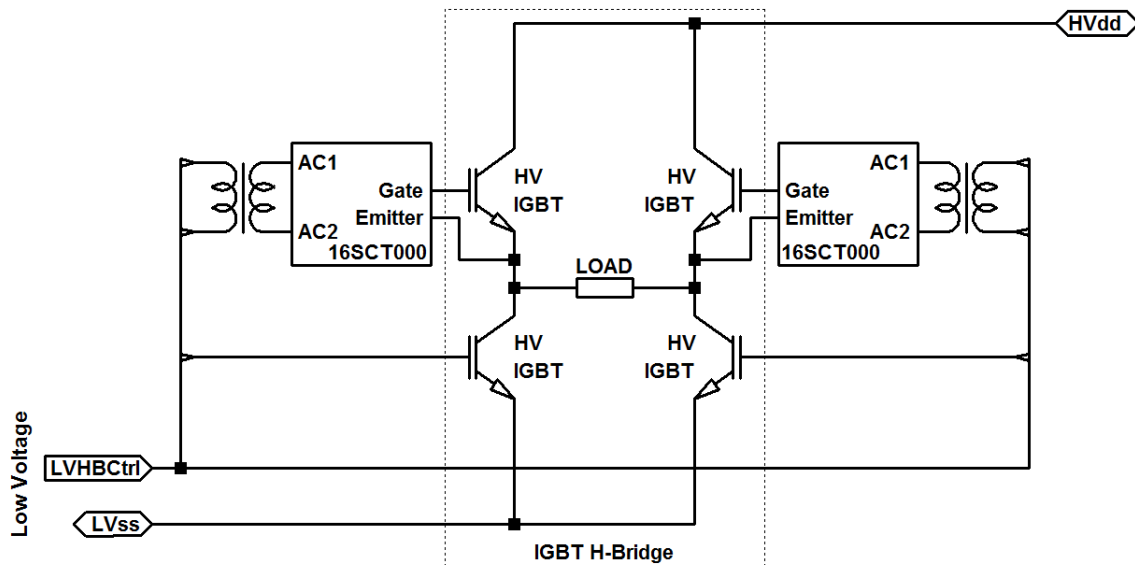 HVdd
AC1
AC2
Gate
Emitter
16SCT000
HV
IGBT
HV
IGBT
AC1
AC2
Gate
Emitter
16SCT000
LOAD
HV
IGBT
HV
IGBT
Low Voltage
LVHBCtrl
LVss
IGBT H-Bridge